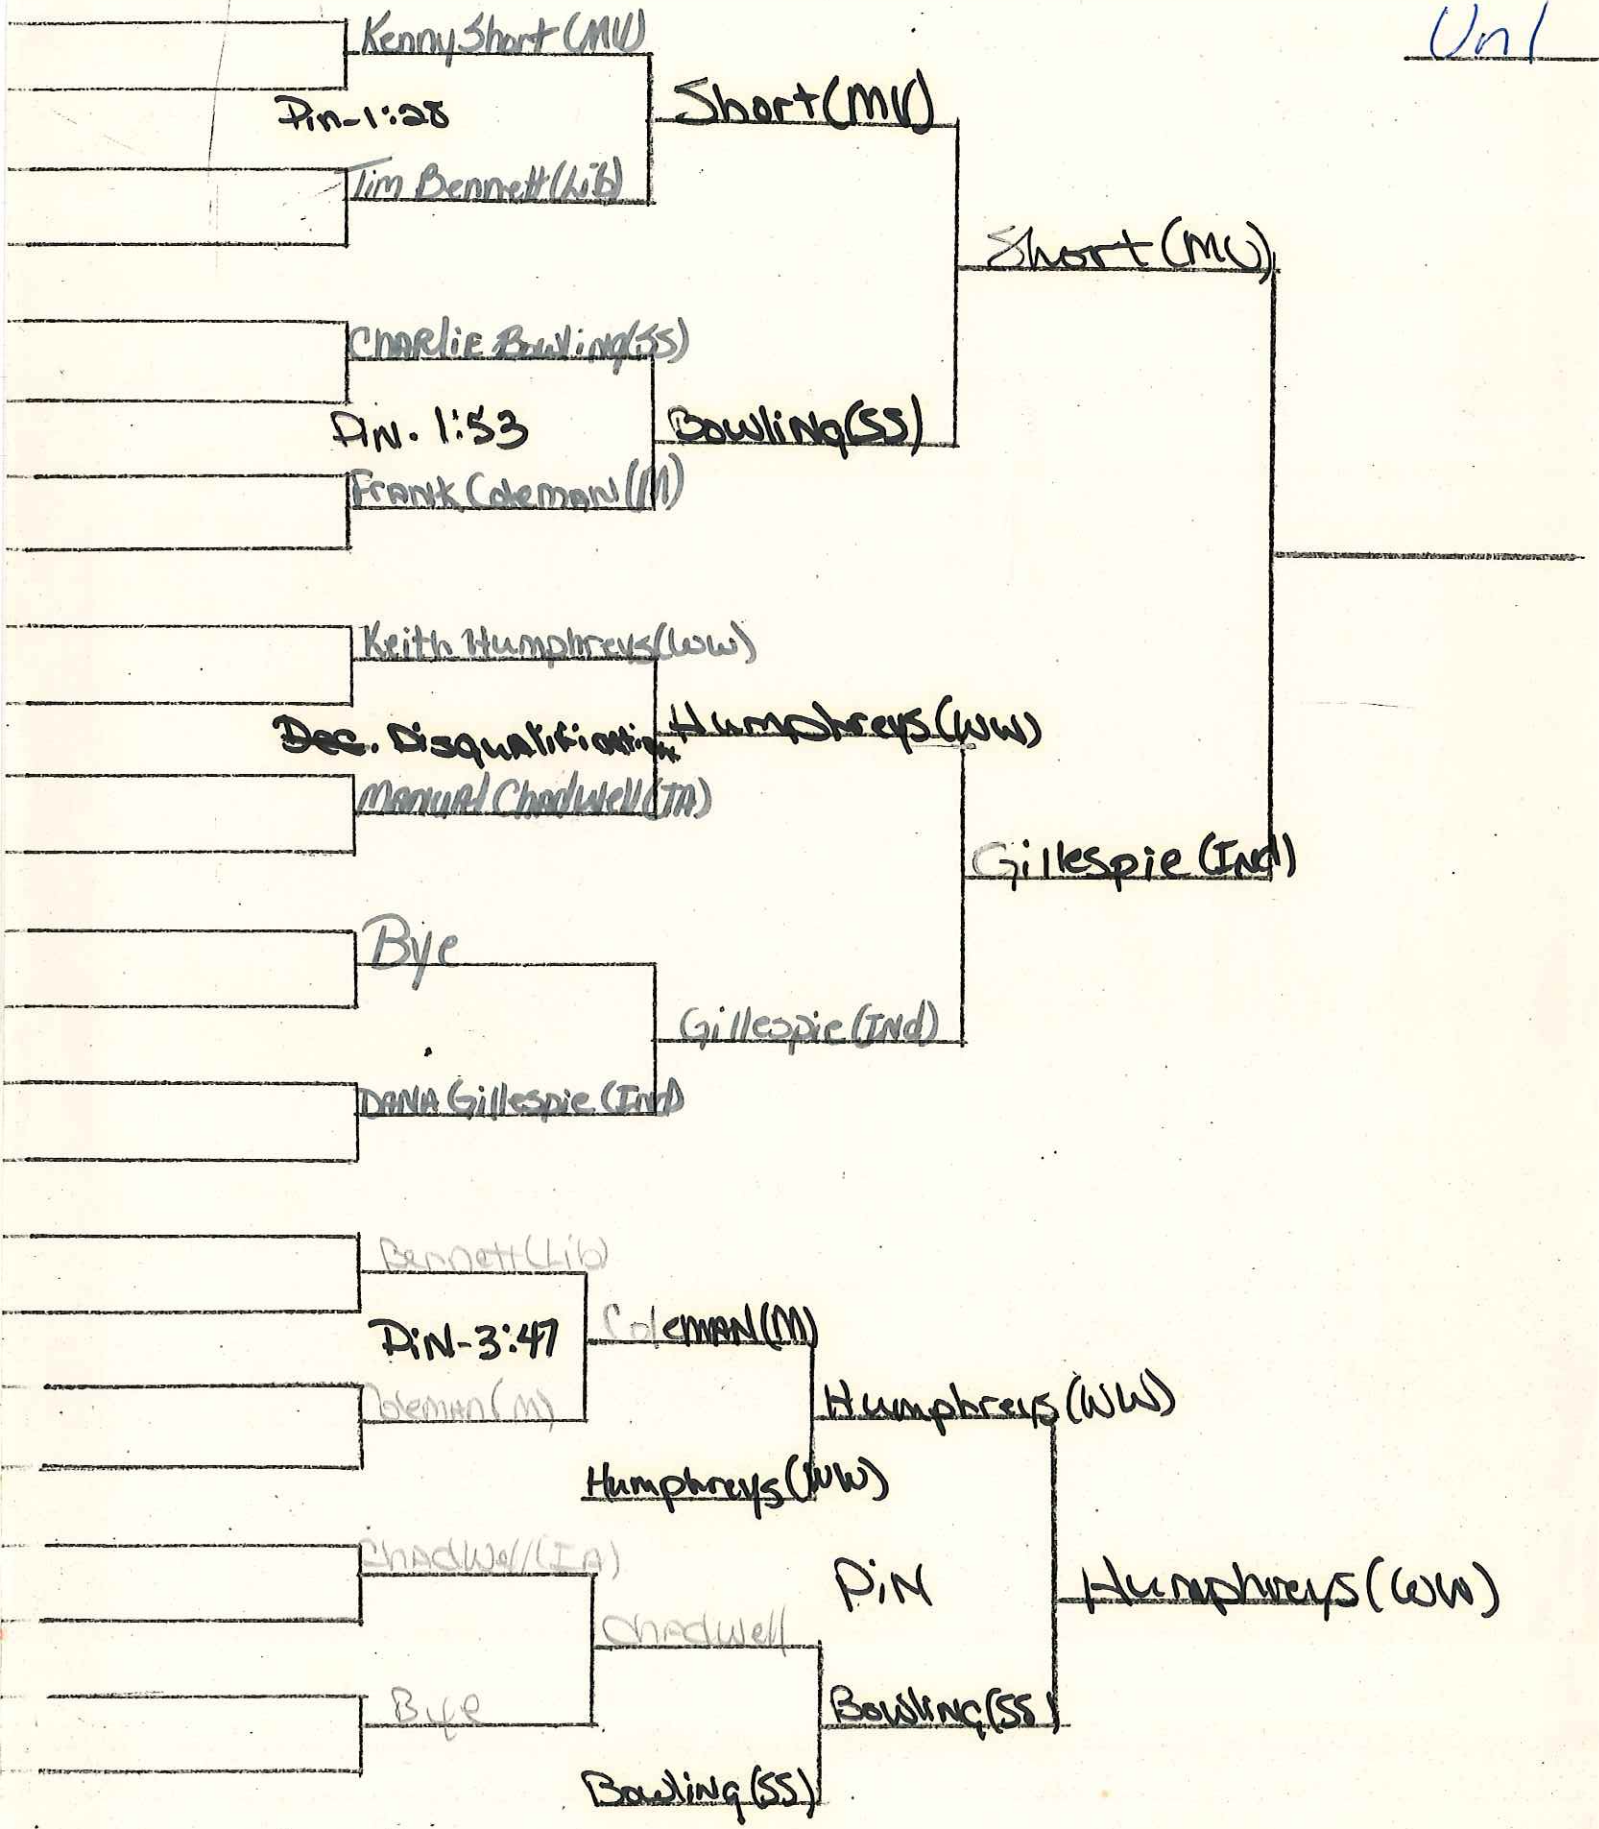 Unl
Kenny Short (MV)
Pin-1:28
Short (MV)
Tim Bennett (Lib)
Short (MV)
Charlie Bowling (SS)
Pin. 1:53
Bowling (SS)
Frank Coleman (M)
Keith Humphreys (WW)
Dec. Disqualification
Humphreys (WW)
Manual Chadwell (IA)
Gillespie (Ind)
Bye
Gillespie (Ind)
Dana Gillespie (Ind)
Bennett (Lib)
Pin-3:47
Coleman (M)
Coleman (M)
Humphreys (WW)
Humphreys (WW)
Chadwell (IA)
Pin
Humphreys (WW)
Chadwell
Bye
Bowling (SS)
Bowling (SS)